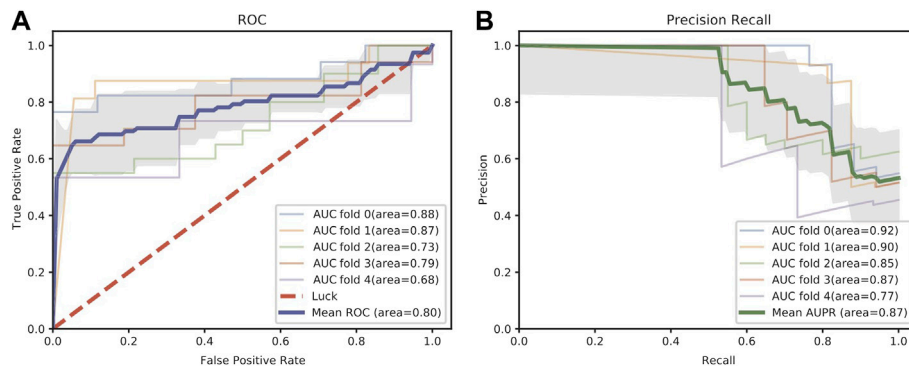 A
ROC
1.0
0.8
0.6
0.4
0.2
0.0
True Positive Rate
0.0 0.2 0.4 0.6 0.8 1.0
False Positive Rate
AUC fold 0(area=0.88)
AUC fold 1(area=0.87)
AUC fold 2(area=0.73)
AUC fold 3(area=0.79)
AUC fold 4(area=0.68)
Luck
Mean ROC (area=0.80)
B
Precision Recall
1.0
0.8
0.6
0.4
0.2
0.0
Precision
0.0 0.2 0.4 0.6 0.8 1.0
Recall
AUC fold 0(area=0.92)
AUC fold 1(area=0.90)
AUC fold 2(area=0.85)
AUC fold 3(area=0.87)
AUC fold 4(area=0.77)
Mean AUPR (area=0.87)